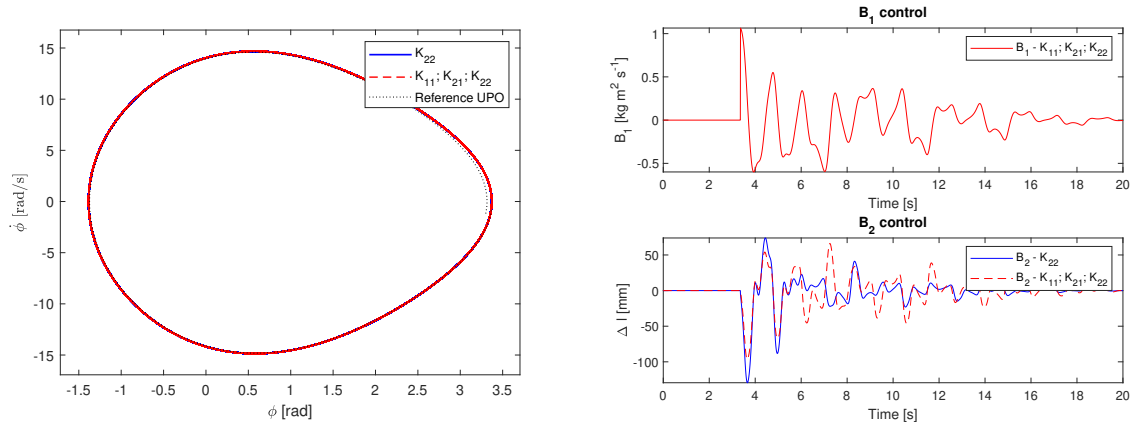 15
10
5
0
-5
-10
-15
-1.5
-1
-0.5
0
0.5
1
1.5
2
2.5
3
3.5
ϕ [rad]
ϕ̇ [rad/s]
K₂₂
K₁₁; K₂₁; K₂₂
Reference UPO
B₁ control
1
0.5
0
-0.5
B₁ [kg m² s⁻¹]
B₁ - K₁₁; K₂₁; K₂₂
0 2 4 6 8 10 12 14 16 18 20
Time [s]
B₂ control
50
0
-50
-100
Δ l [mm]
B₂ - K₂₂
B₂ - K₁₁; K₂₁; K₂₂
0 2 4 6 8 10 12 14 16 18 20
Time [s]